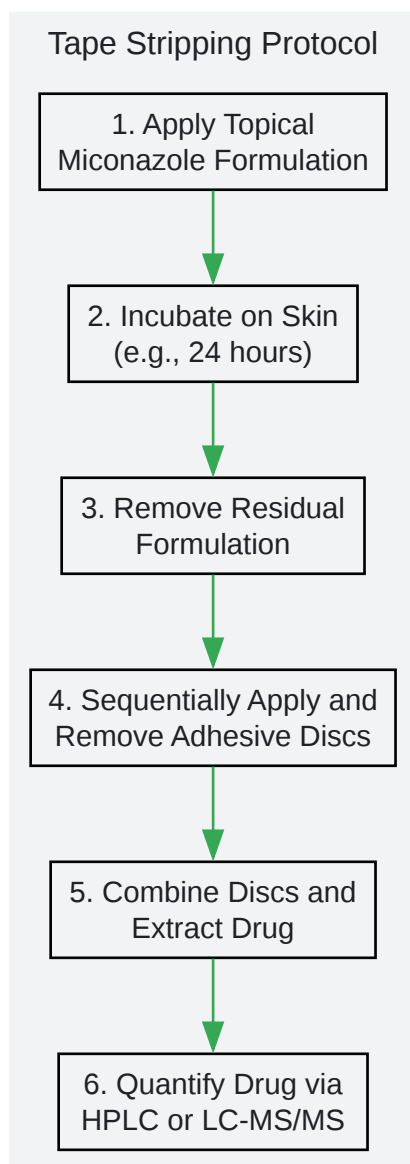 Tape Stripping Protocol
1. Apply Topical
Miconazole Formulation
2. Incubate on Skin
(e.g., 24 hours)
3. Remove Residual
Formulation
4. Sequentially Apply and
Remove Adhesive Discs
5. Combine Discs and
Extract Drug
6. Quantify Drug via
HPLC or LC-MS/MS